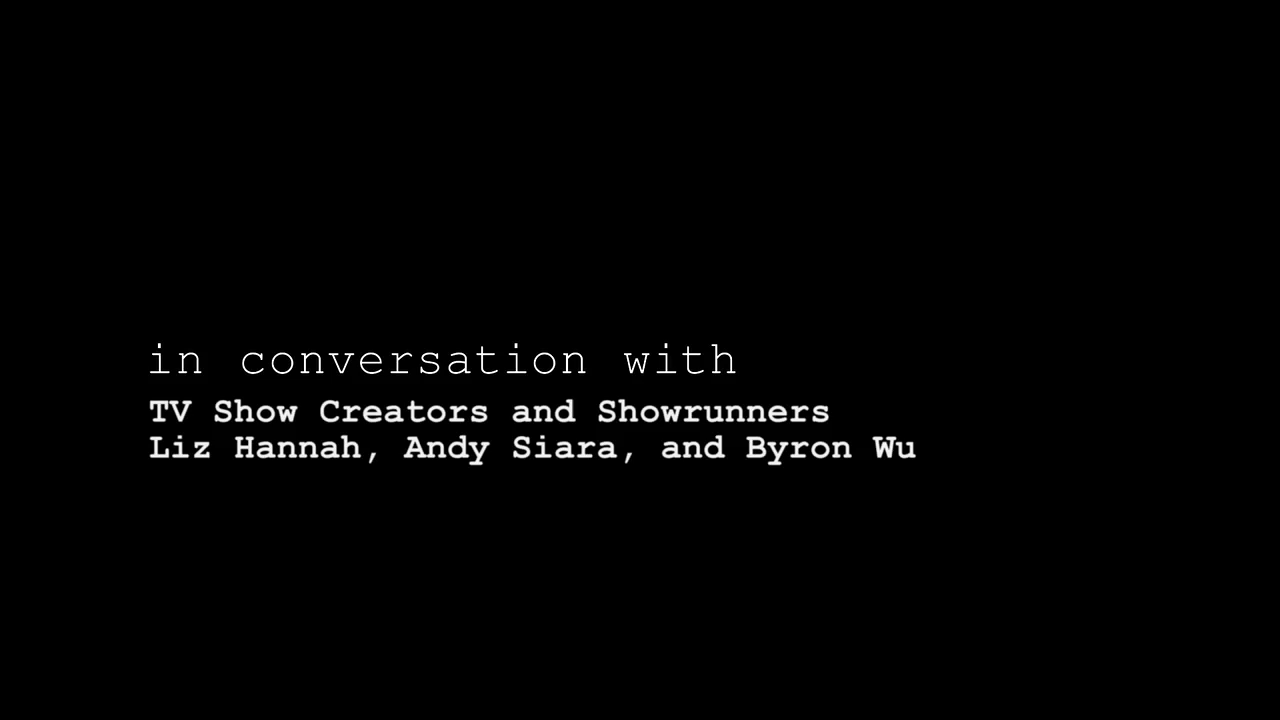 in conversation with
TV Show Creators and Showrunners
Liz Hannah, Andy Siara, and Byron Wu